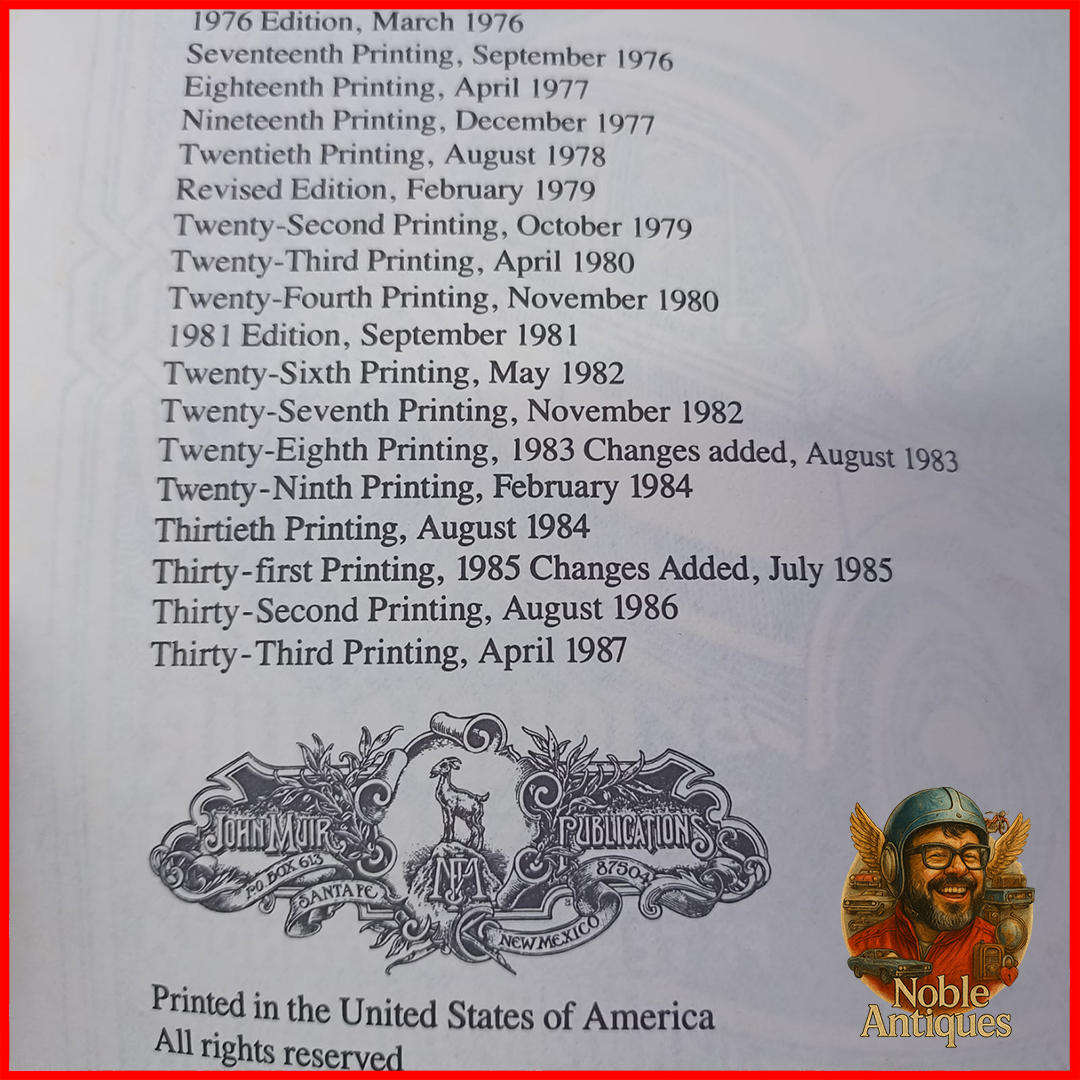 1976 Edition, March 1976
Seventeenth Printing, September 1976
Eighteenth Printing, April 1977
Nineteenth Printing, December 1977
Twentieth Printing, August 1978
Revised Edition, February 1979
Twenty-Second Printing, October 1979
Twenty-Third Printing, April 1980
Twenty-Fourth Printing, November 1980
1981 Edition, September 1981
Twenty-Sixth Printing, May 1982
Twenty-Seventh Printing, November 1982
Twenty-Eighth Printing, 1983 Changes added, August 1983
Twenty-Ninth Printing, February 1984
Thirtieth Printing, August 1984
Thirty-first Printing, 1985 Changes Added, July 1985
Thirty-Second Printing, August 1986
Thirty-Third Printing, April 1987
JOHN MUIR PUBLICATIONS
PO BOX 613
SANTA FE
NEW MEXICO
87504
Printed in the United States of America
All rights reserved
Noble
Antiques